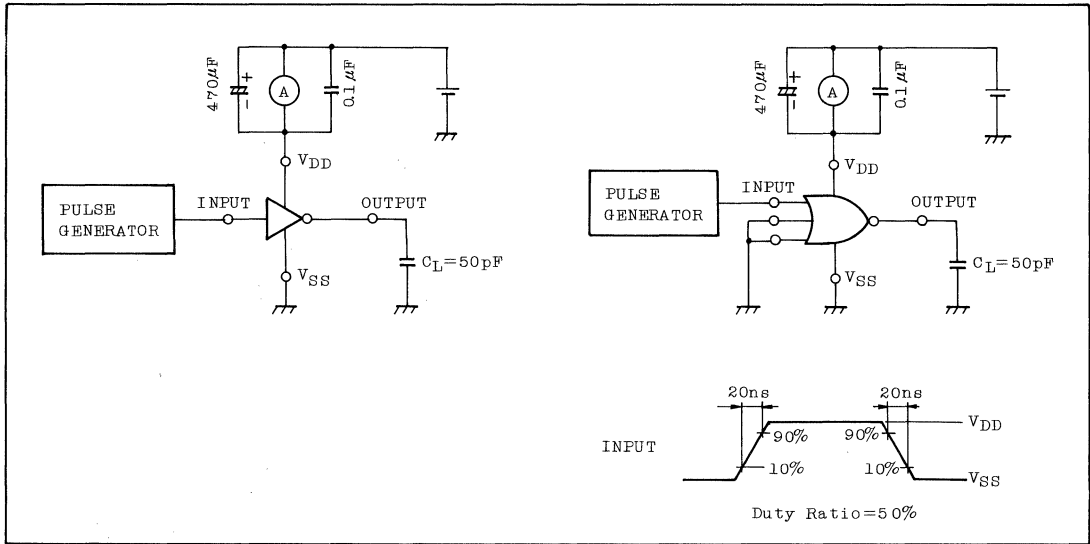 470μF
+
-
A
0.1μF
VDD
PULSE
GENERATOR
INPUT
OUTPUT
CL=50pF
VSS
470μF
+
-
A
0.1μF
VDD
PULSE
GENERATOR
INPUT
OUTPUT
CL=50pF
VSS
20ns
20ns
INPUT
90%
90%
VDD
10%
10%
VSS
Duty Ratio=50%